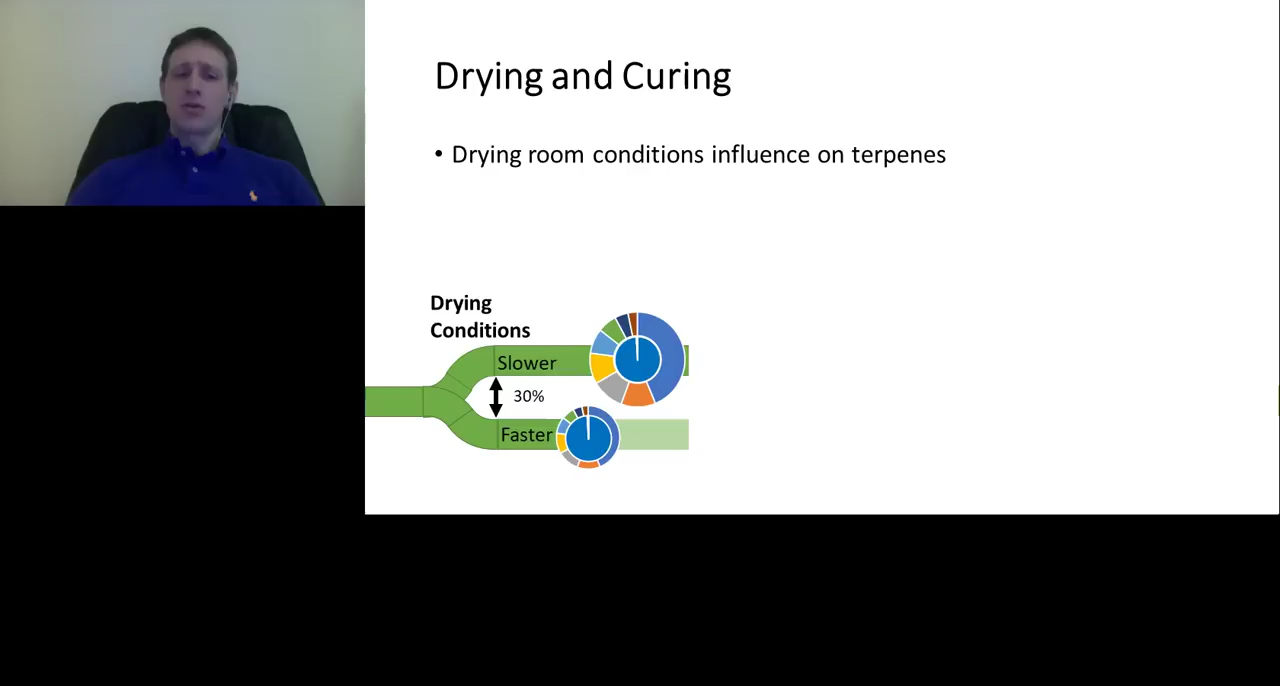 Drying and Curing
• Drying room conditions influence on terpenes
Drying
Conditions
Slower
30%
Faster